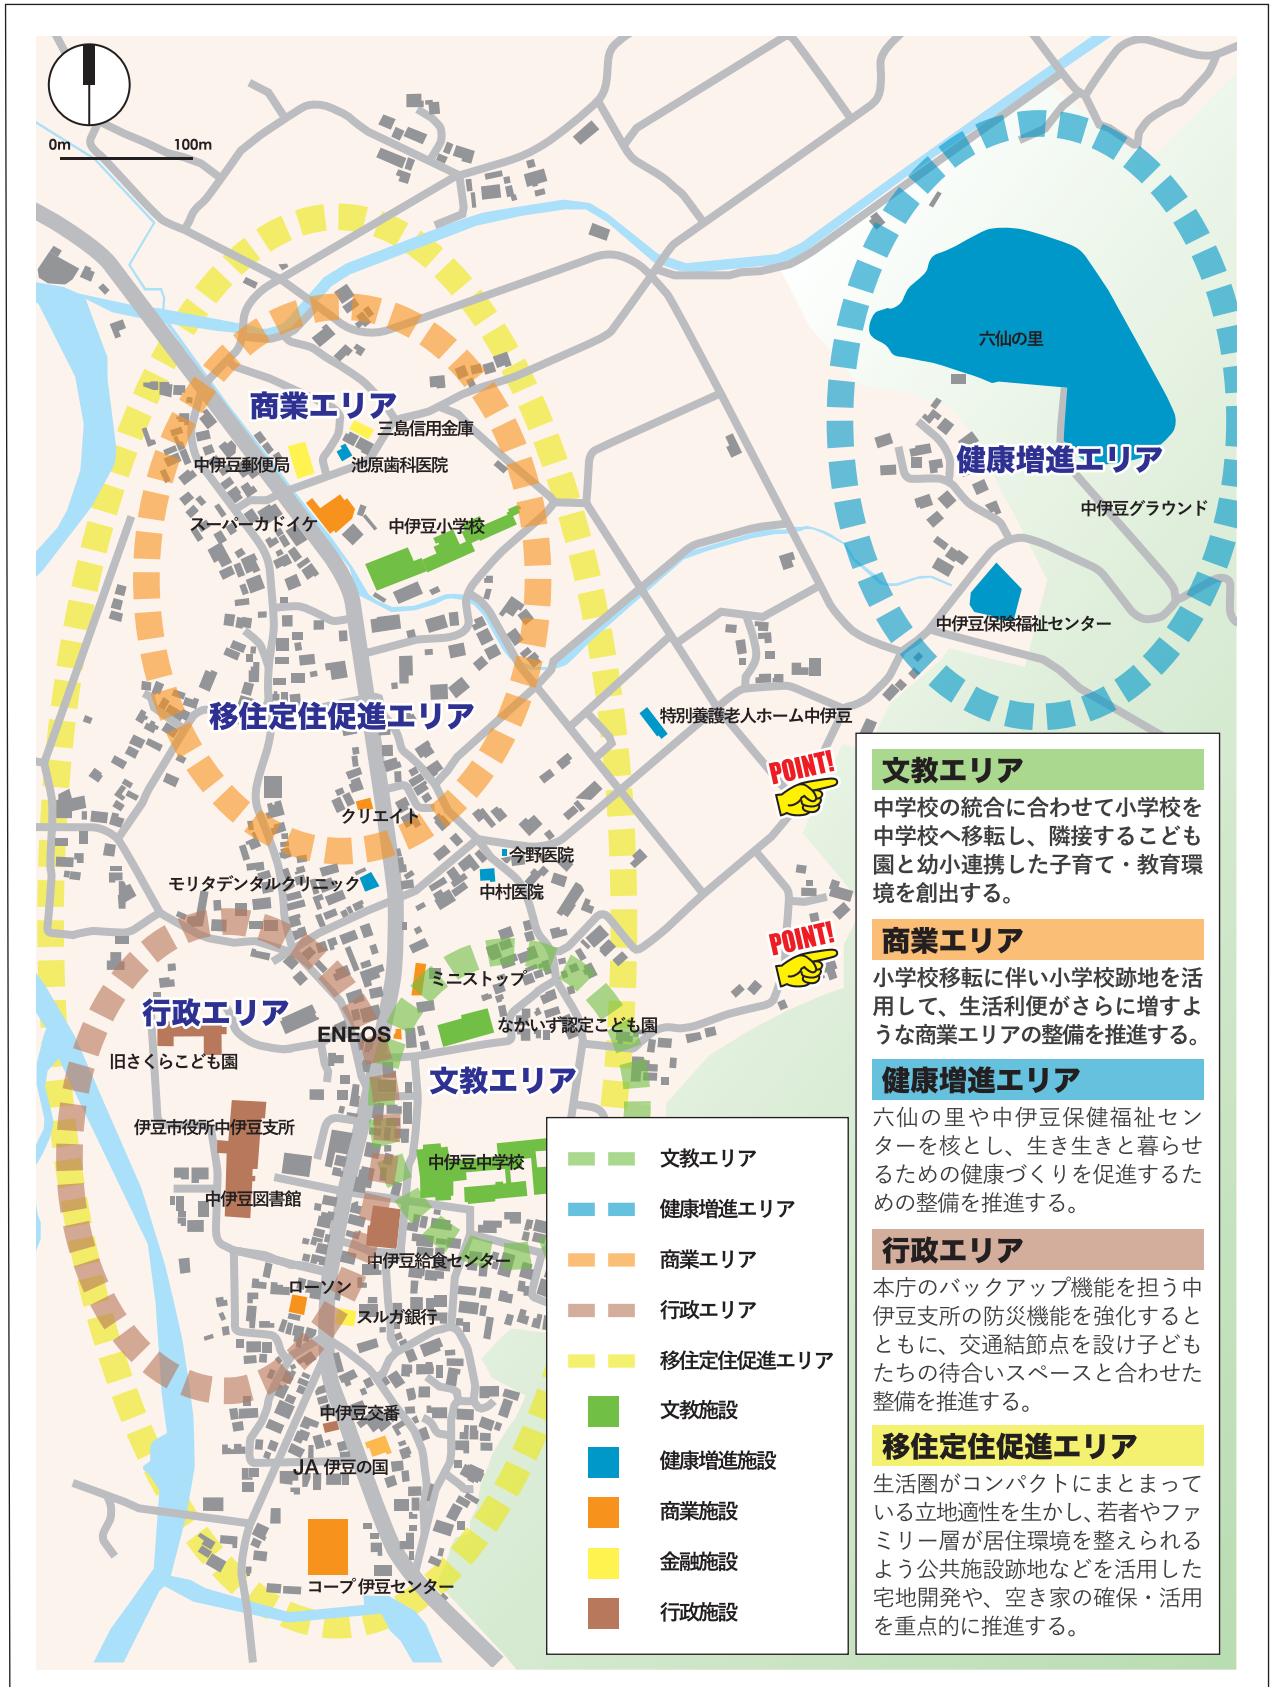 0m
100m
六仙の里
商業エリア
三島信用金庫
健康増進エリア
中伊豆郵便局
池原歯科医院
中伊豆グラウンド
スーパーカドイケ
中伊豆小学校
中伊豆保険福祉センター
移住定住促進エリア
特別養護老人ホーム中伊豆
クリエイト
今野医院
モリタデンタルクリニック
中村医院
ミニストップ
行政エリア
なかいず認定こども園
ENEOS
旧さくらこども園
文教エリア
伊豆市役所中伊豆支所
中伊豆中学校
中伊豆図書館
中伊豆給食センター
ローソン
スルガ銀行
中伊豆交番
JA 伊豆の国
コープ伊豆センター
文教エリア
健康増進エリア
商業エリア
行政エリア
移住定住促進エリア
文教施設
健康増進施設
商業施設
金融施設
行政施設
POINT!
文教エリア
中学校の統合に合わせて小学校を
中学校へ移転し、隣接するこども
園と幼小連携した子育て・教育環
境を創出する。
POINT!
商業エリア
小学校移転に伴い小学校跡地を活
用して、生活利便がさらに増すよ
うな商業エリアの整備を推進する。
健康増進エリア
六仙の里や中伊豆保健福祉セン
ターを核とし、生き生きと暮らせ
るための健康づくりを促進するた
めの整備を推進する。
行政エリア
本庁のバックアップ機能を担う中
伊豆支所の防災機能を強化すると
ともに、交通結節点を設け子ども
たちの待合いスペースと合わせた
整備を推進する。
移住定住促進エリア
生活圏がコンパクトにまとまって
いる立地適性を生かし、若者やファ
ミリー層が居住環境を整えられる
よう公共施設跡地などを活用した
宅地開発や、空き家の確保・活用
を重点的に推進する。